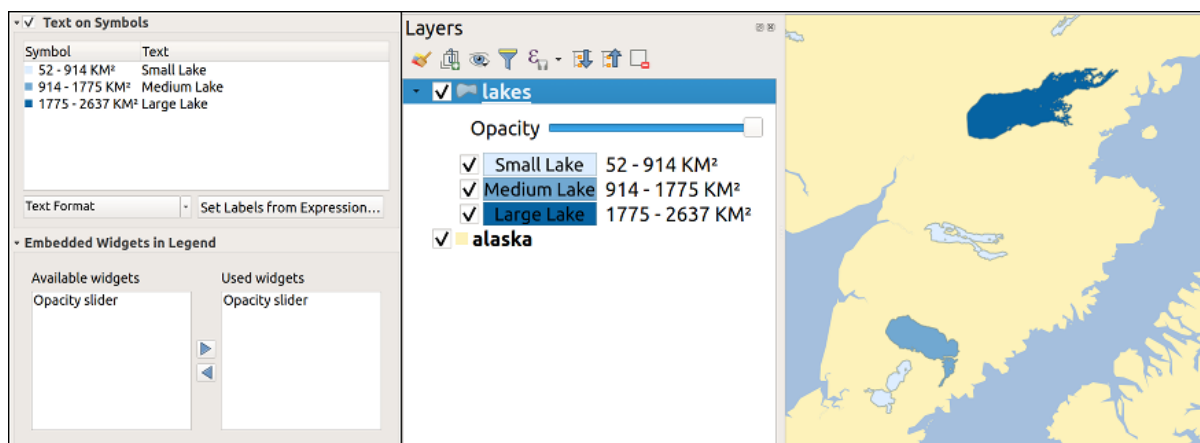 Text on Symbols
Symbol Text
52 - 914 KM² Small Lake
914 - 1775 KM² Medium Lake
1775 - 2637 KM² Large Lake
Text Format
Set Labels from Expression...
Embedded Widgets in Legend
Available widgets
Used widgets
Opacity slider
Opacity slider
Layers
lakes
Opacity
Small Lake 52 - 914 KM²
Medium Lake 914 - 1775 KM²
Large Lake 1775 - 2637 KM²
alaska